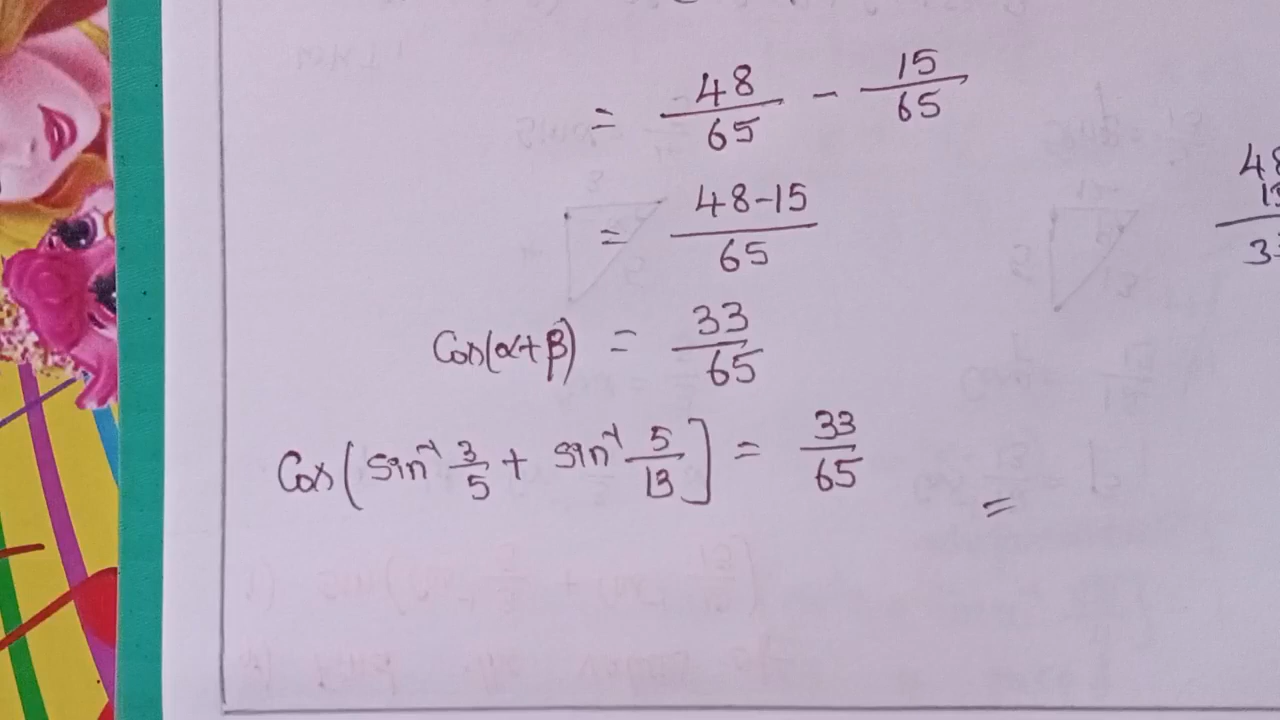 = 48/65 - 15/65
= 48-15/65
Cos(α+β) = 33/65
Cos(sin⁻¹ 3/5 + sin⁻¹ 5/13] = 33/65
=